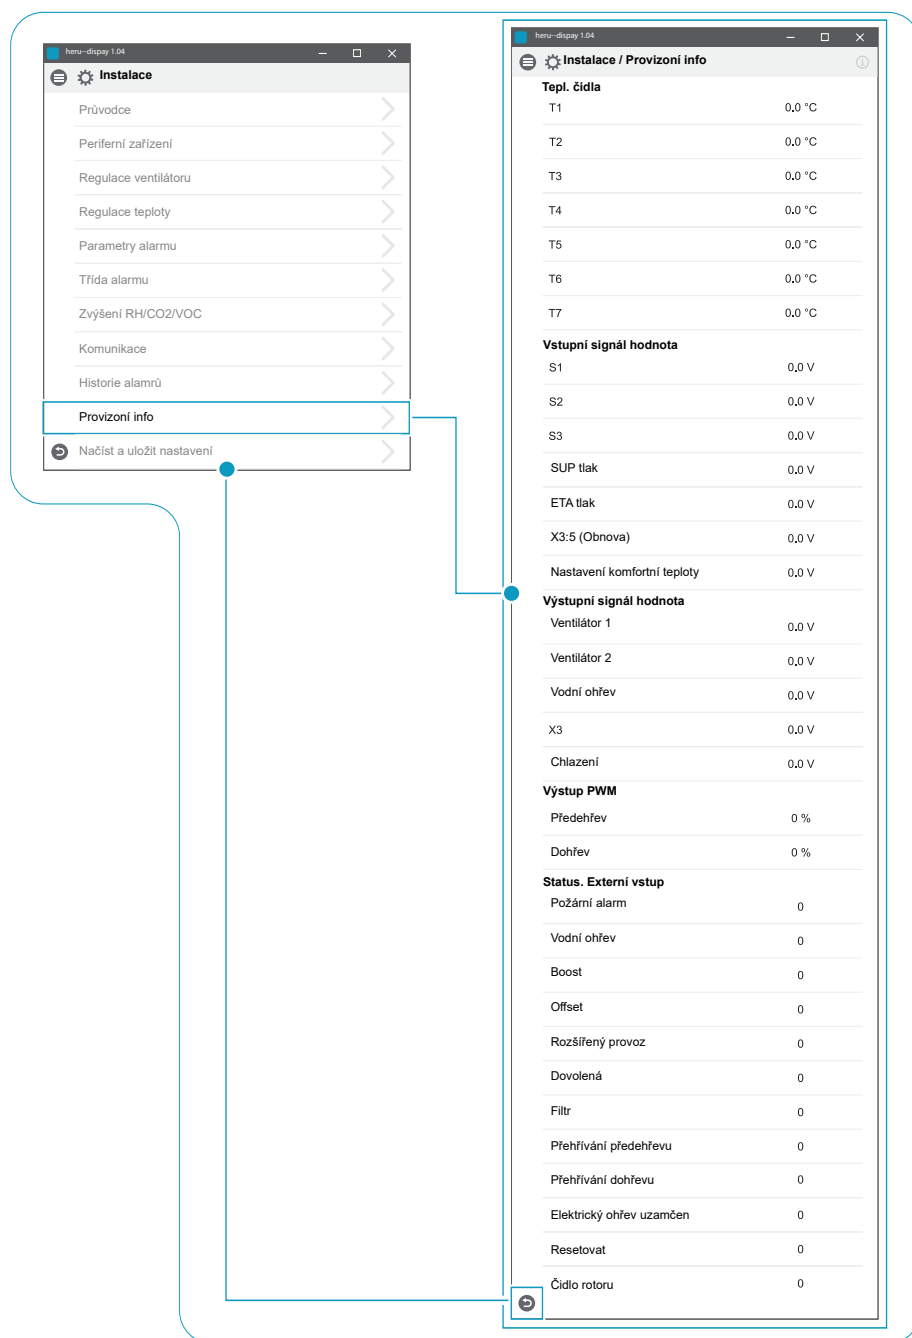 heru-dispay 1.04
Instalace
Průvodce
Periferní zařízení
Regulace ventilátoru
Regulace teploty
Parametry alarmu
Třída alarmu
Zvýšení RH/CO2/VOC
Komunikace
Historie alamrů
Provizoní info
Načíst a uložit nastavení
heru-dispay 1.04
Instalace / Provizoní info
Tepl. čidla
T1 0.0 °C
T2 0.0 °C
T3 0.0 °C
T4 0.0 °C
T5 0.0 °C
T6 0.0 °C
T7 0.0 °C
Vstupní signál hodnota
S1 0.0 V
S2 0.0 V
S3 0.0 V
SUP tlak 0.0 V
ETA tlak 0.0 V
X3:5 (Obnova) 0.0 V
Nastavení komfortní teploty 0.0 V
Výstupní signál hodnota
Ventilátor 1 0.0 V
Ventilátor 2 0.0 V
Vodní ohřev 0.0 V
X3 0.0 V
Chlazení 0.0 V
Výstup PWM
Předehřev 0 %
Dohřev 0 %
Status. Externí vstup
Požární alarm 0
Vodní ohřev 0
Boost 0
Offset 0
Rozšířený provoz 0
Dovolená 0
Filtr 0
Přehřívání předehřevu 0
Přehřívání dohřevu 0
Elektrický ohřev uzamčen 0
Resetovat 0
Čidlo rotoru 0